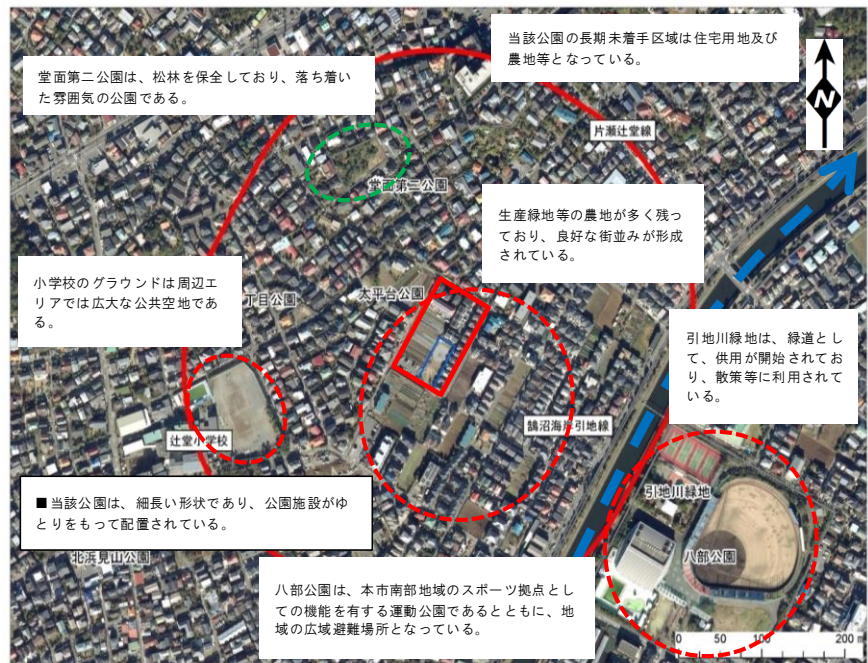 当該公園の長期未着手区域は住宅用地及び
農地等となっている。
堂面第二公園は、松林を保全しており、落ち着い
た雰囲気の公園である。
N
片瀬辻堂線
堂面第二公園
生産緑地等の農地が多く残っ
ており、良好な街並みが形成
されている。
小学校のグラウンドは周辺エ
リアでは広大な公共空地であ
る。
太平台公園
丁目公園
引地川緑地は、緑道とし
て、供用が開始されてお
り、散策等に利用されて
いる。
鵠沼海岸引地線
辻堂小学校
引地川緑地
■当該公園は、細長い形状であり、公園施設がゆ
とりをもって配置されている。
八部公園
北浜見山公園
八部公園は、本市南部地域のスポーツ拠点とし
ての機能を有する運動公園であるとともに、地
域の広域避難場所となっている。
0 50 100 200 m